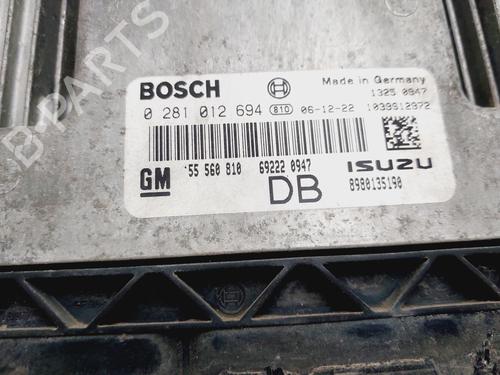 B-PARTS
BOSCH
Made in Germany
0 281 012 694 810 06-12-22
1325 0947
1039S12372
GM
55 560 810
69222 0947
DB
ISUZU
8980135190